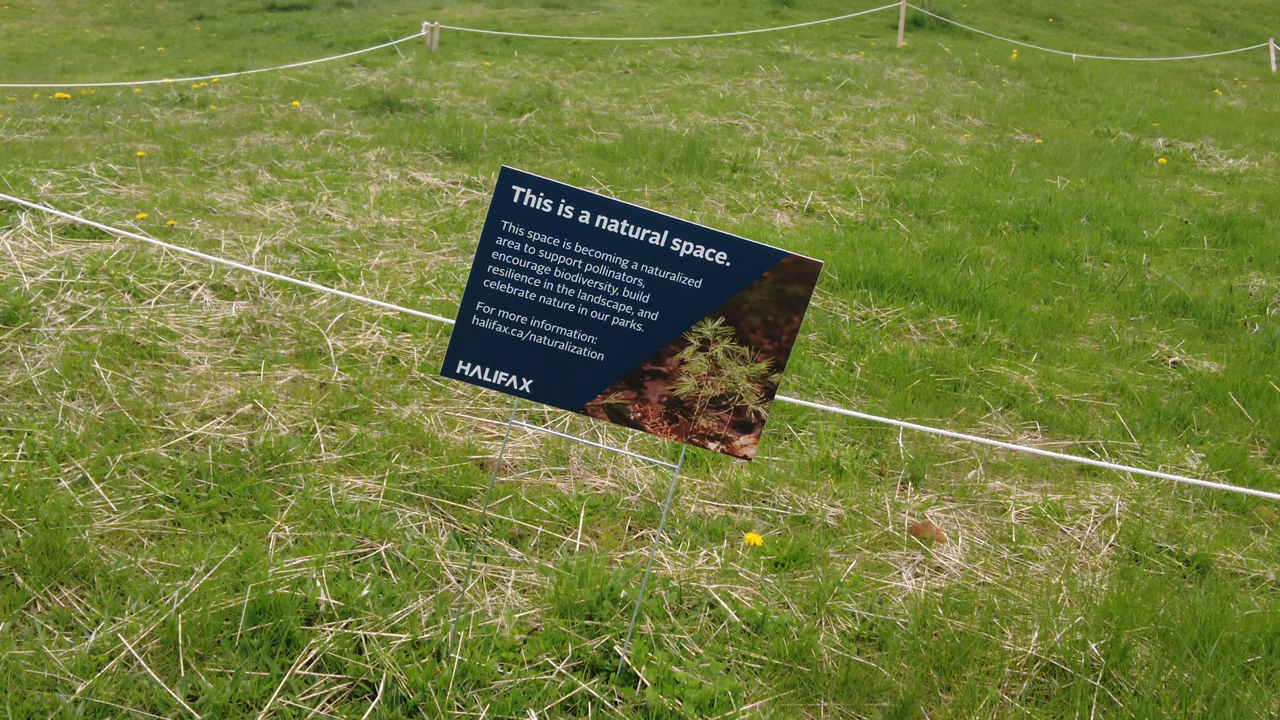 This is a natural space.
This space is becoming a naturalized
area to support pollinators,
encourage biodiversity, build
resilience in the landscape, and
celebrate nature in our parks.
For more information:
halifax.ca/naturalization
HALIFAX